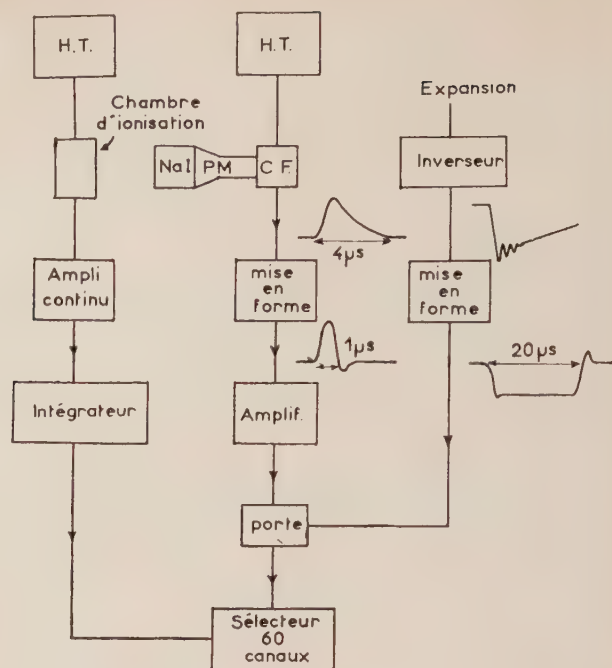 H.T.
H.T.
Chambre
d'ionisation
Expansion
NaI
PM
C.F.
Inverseur
4µs
Ampli
continu
mise
en
forme
mise
en
forme
1µs
20µs
Intégrateur
Amplif.
porte
Sélecteur
60
canaux